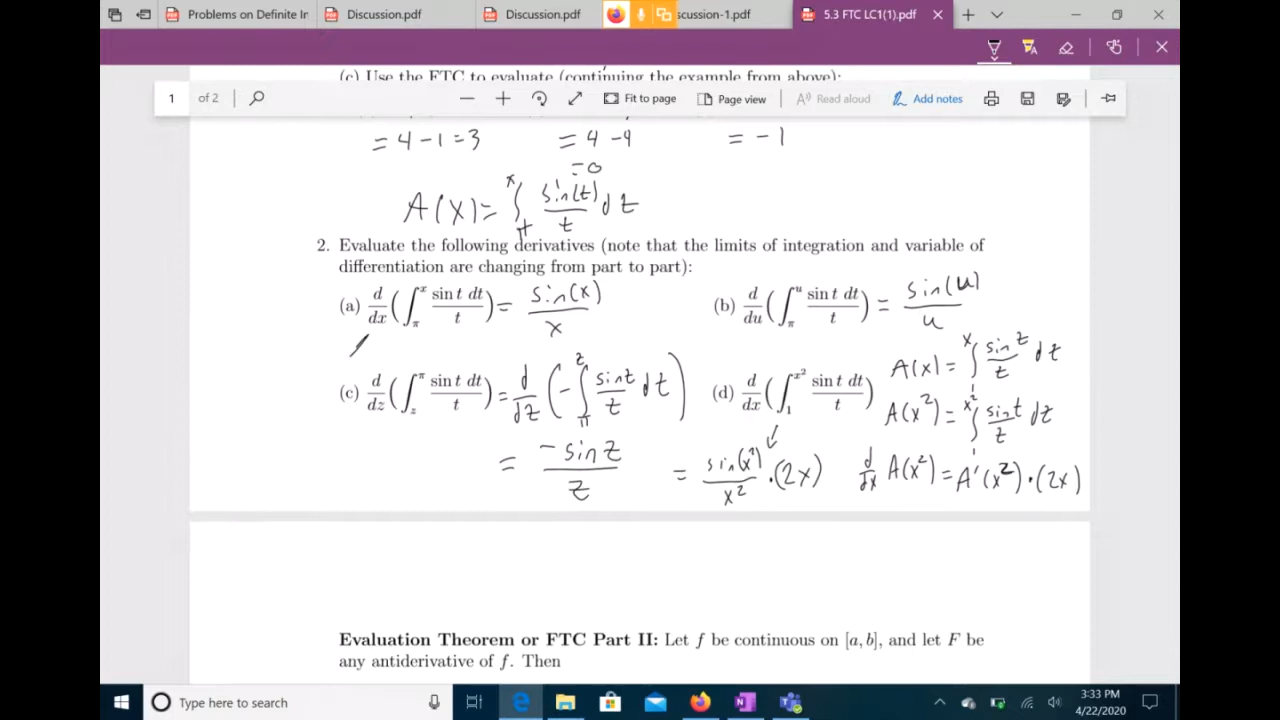 Problems on Definite In
Discussion.pdf
Discussion.pdf
scussion-1.pdf
5.3 FTC LC1(1).pdf
(c) Use the FTC to evaluate (continuing the example from above):
1 of 2
Fit to page
Page view
Read aloud
Add notes
= 4 - 1 = 3
= 4 - 4
= 0
= -1
A(x) = ∫_π^x sin(t)/t dt
2. Evaluate the following derivatives (note that the limits of integration and variable of
differentiation are changing from part to part):
(a) d/dx (∫_π^x sin t dt / t) = sin(x)/x
(b) d/du (∫_π^u sin t dt / t) = sin(u)/u
(c) d/dz (∫_z^π sin t dt / t) = d/dz (-∫_π^z sin t/t dt)
= -sin z / z
(d) d/dx (∫_1^{x²} sin t dt / t)
= sin(x²)/x² · (2x)
A(x) = ∫_1^x sin t/t dt
A(x²) = ∫_1^{x²} sin t/t dt
d/dx A(x²) = A'(x²) · (2x)
Evaluation Theorem or FTC Part II: Let f be continuous on [a, b], and let F be
any antiderivative of f. Then
Type here to search
3:33 PM
4/22/2020